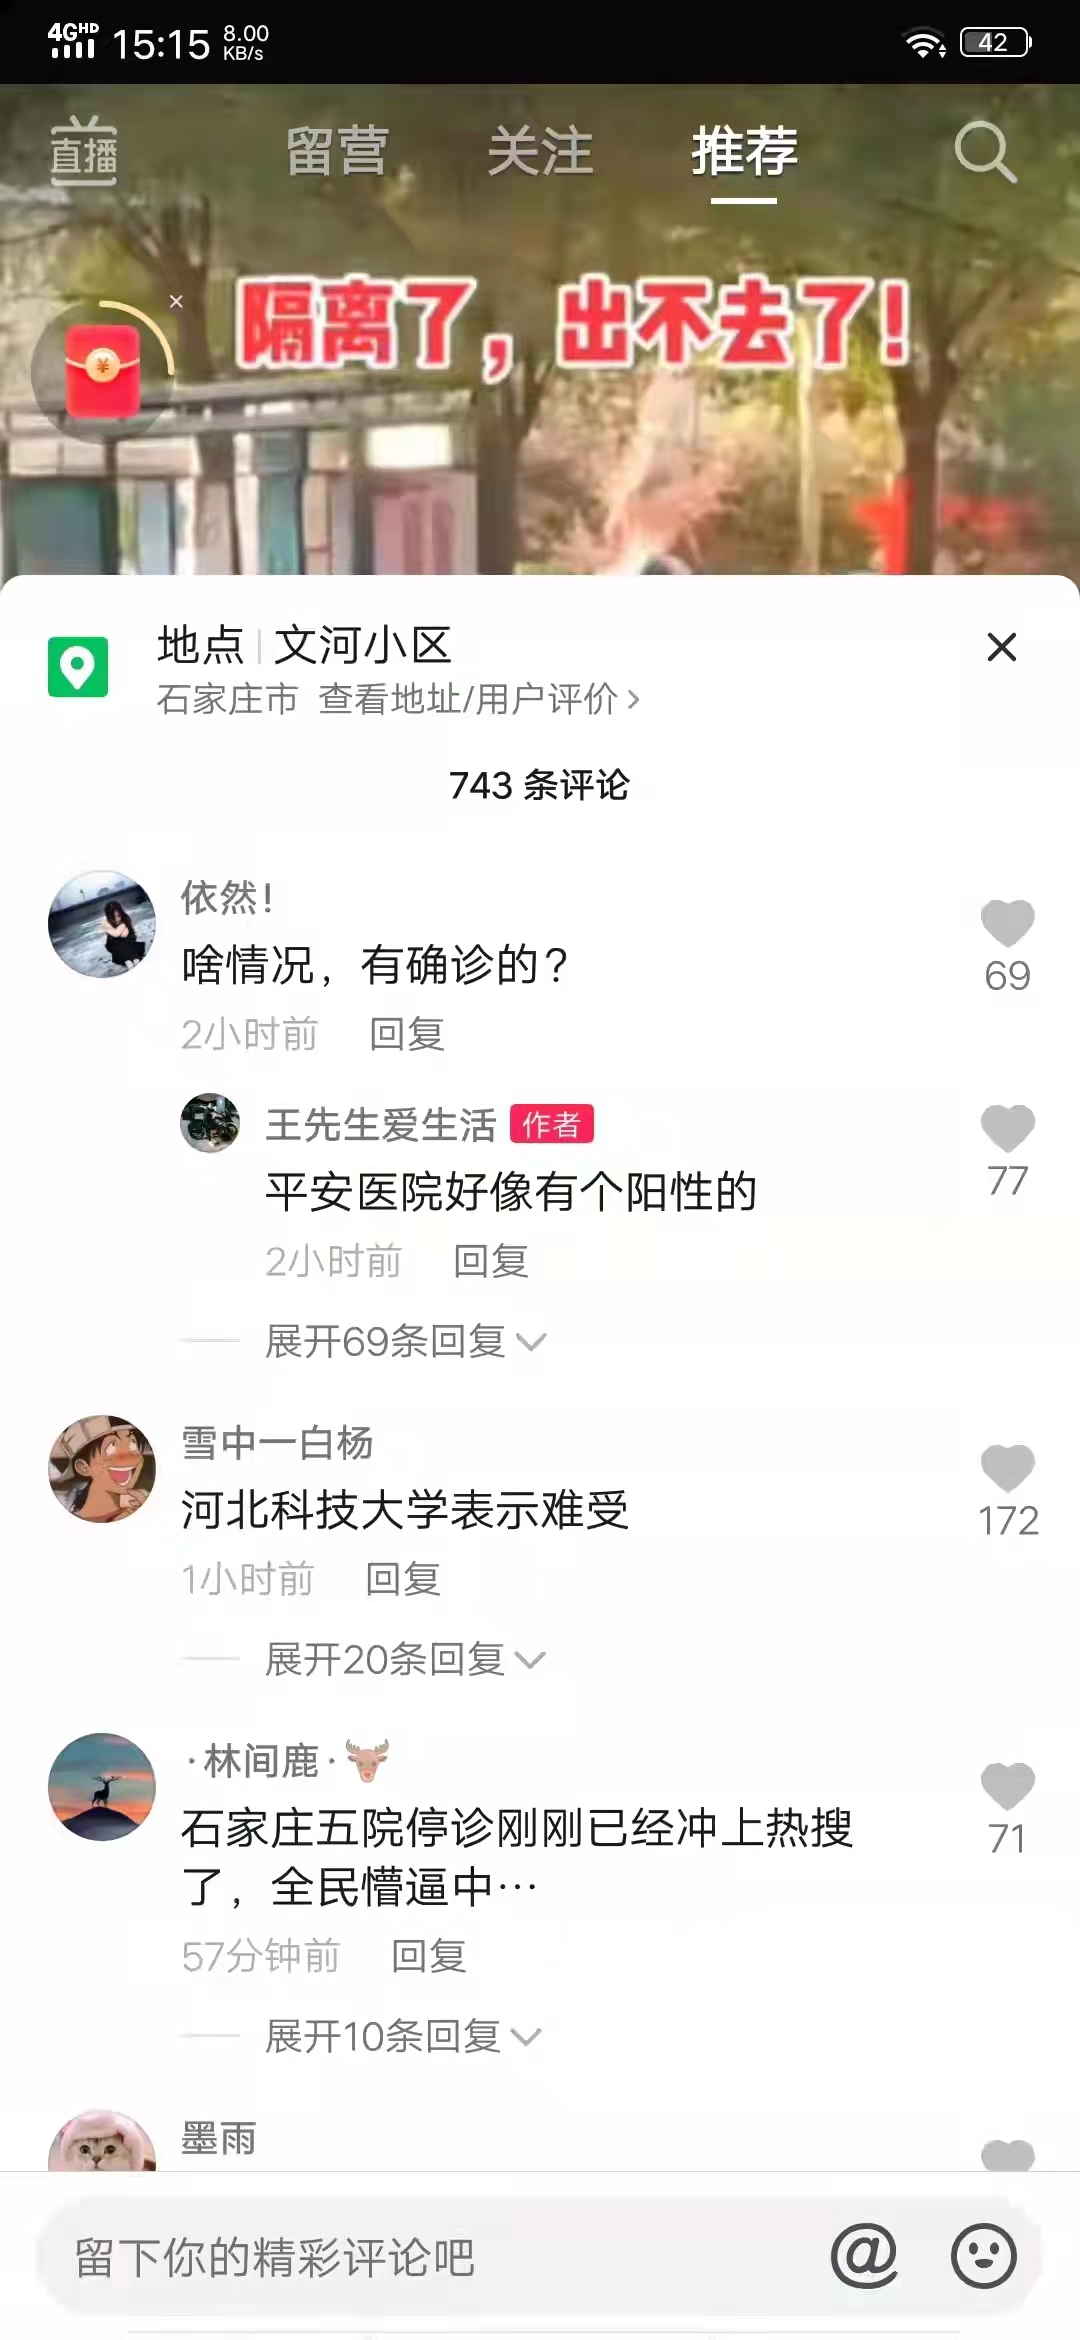 4GHD 15:15 8.00 KB/s 42
直播 留营 关注 推荐
隔离了，出不去了！
地点 | 文河小区
石家庄市 查看地址/用户评价 >
743 条评论
依然！
啥情况，有确诊的？
69
2小时前 回复
王先生爱生活 作者
平安医院好像有个阳性的
77
2小时前 回复
展开69条回复
雪中一白杨
河北科技大学表示难受
172
1小时前 回复
展开20条回复
·林间鹿·
石家庄五院停诊刚刚已经冲上热搜
了，全民懵逼中…
71
57分钟前 回复
展开10条回复
墨雨
留下你的精彩评论吧 @